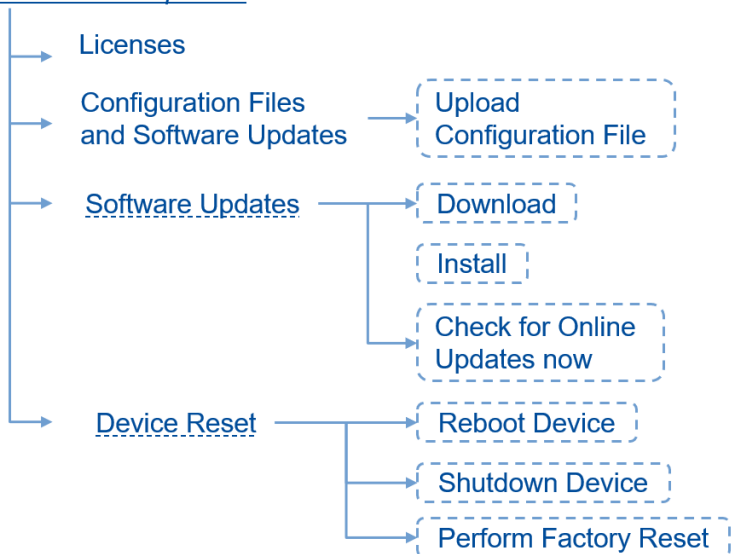 Licenses
Configuration Files
and Software Updates
Upload
Configuration File
Software Updates
Download
Install
Check for Online
Updates now
Device Reset
Reboot Device
Shutdown Device
Perform Factory Reset